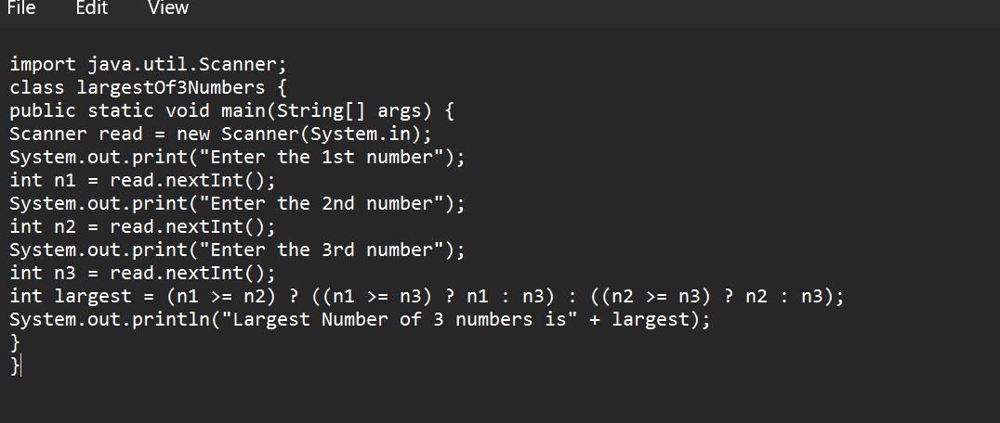 File Edit View
import java.util.Scanner;
class largestOf3Numbers {
public static void main(String[] args) {
Scanner read = new Scanner(System.in);
System.out.print("Enter the 1st number");
int n1 = read.nextInt();
System.out.print("Enter the 2nd number");
int n2 = read.nextInt();
System.out.print("Enter the 3rd number");
int n3 = read.nextInt();
int largest = (n1 >= n2) ? ((n1 >= n3) ? n1 : n3) : ((n2 >= n3) ? n2 : n3);
System.out.println("Largest Number of 3 numbers is" + largest);
}
}